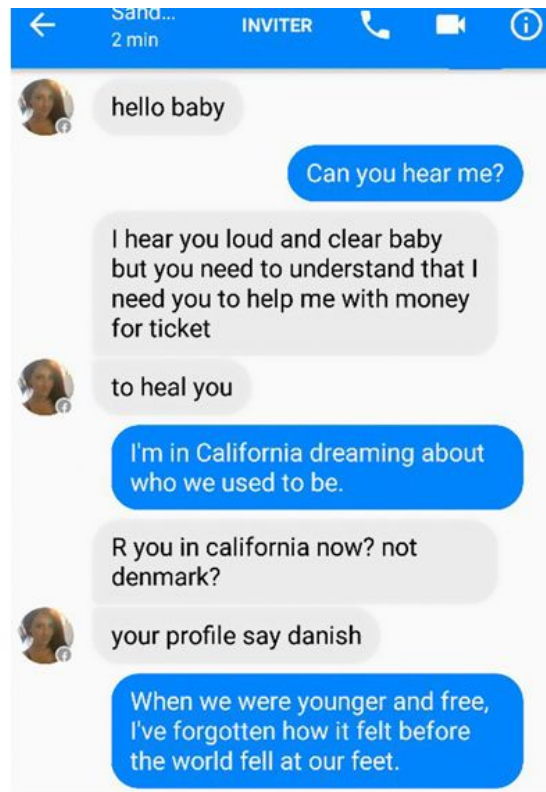 Sand...
2 min
INVITER
hello baby
Can you hear me?
I hear you loud and clear baby
but you need to understand that I
need you to help me with money
for ticket
to heal you
I'm in California dreaming about
who we used to be.
R you in california now? not
denmark?
your profile say danish
When we were younger and free,
I've forgotten how it felt before
the world fell at our feet.